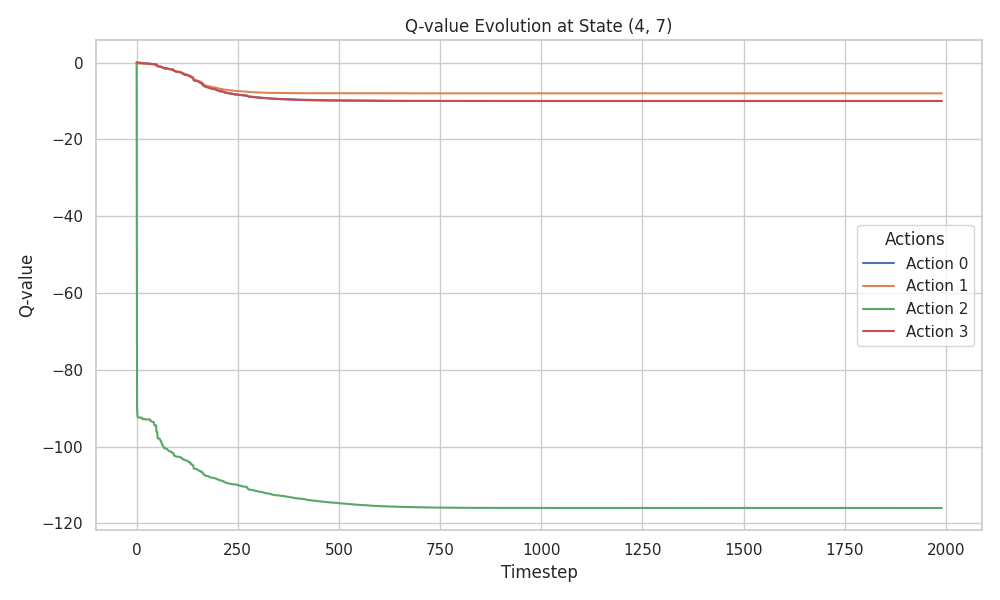 Q-value Evolution at State (4, 7)
Q-value
0
−20
−40
−60
−80
−100
−120
Actions
Action 0
Action 1
Action 2
Action 3
0 250 500 750 1000 1250 1500 1750 2000
Timestep